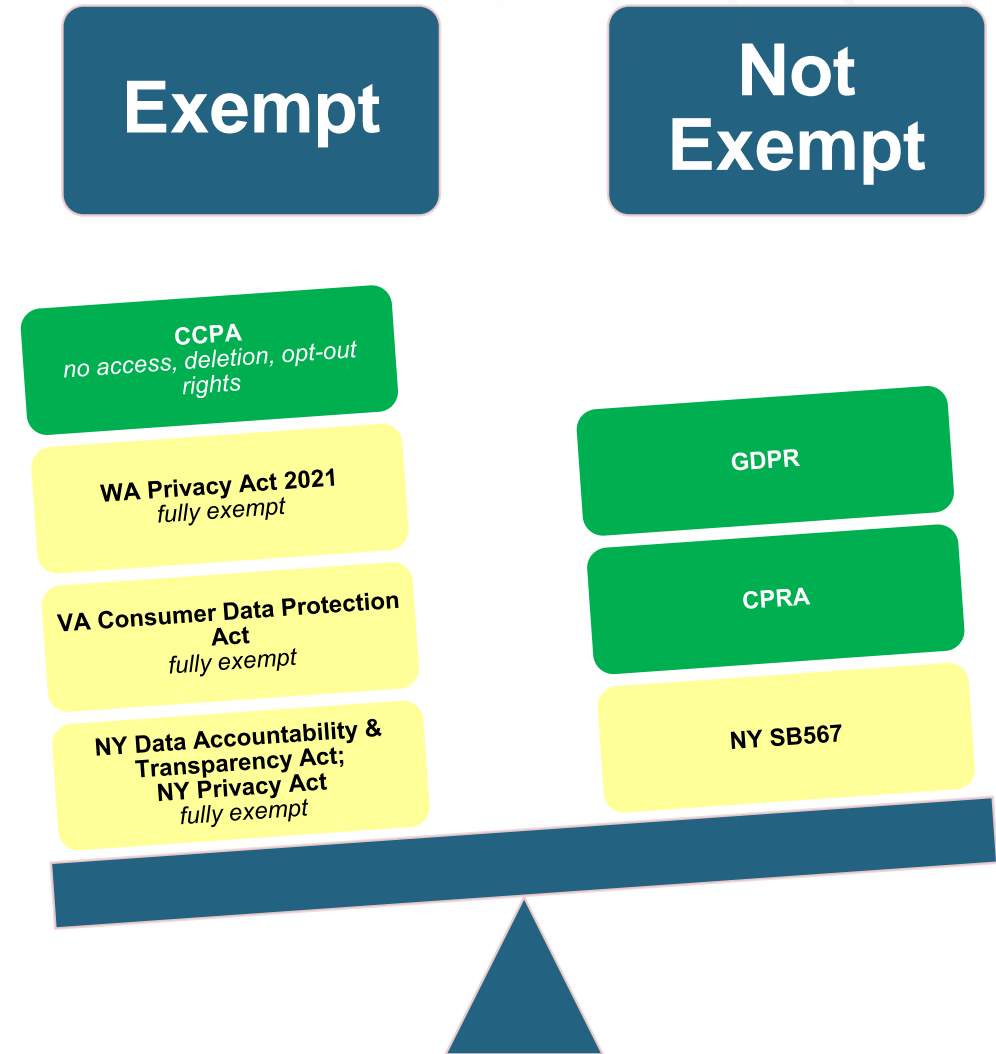 Exempt
Not
Exempt
CCPA
no access, deletion, opt-out
rights
WA Privacy Act 2021
fully exempt
VA Consumer Data Protection
Act
fully exempt
NY Data Accountability &
Transparency Act;
NY Privacy Act
fully exempt
GDPR
CPRA
NY SB567